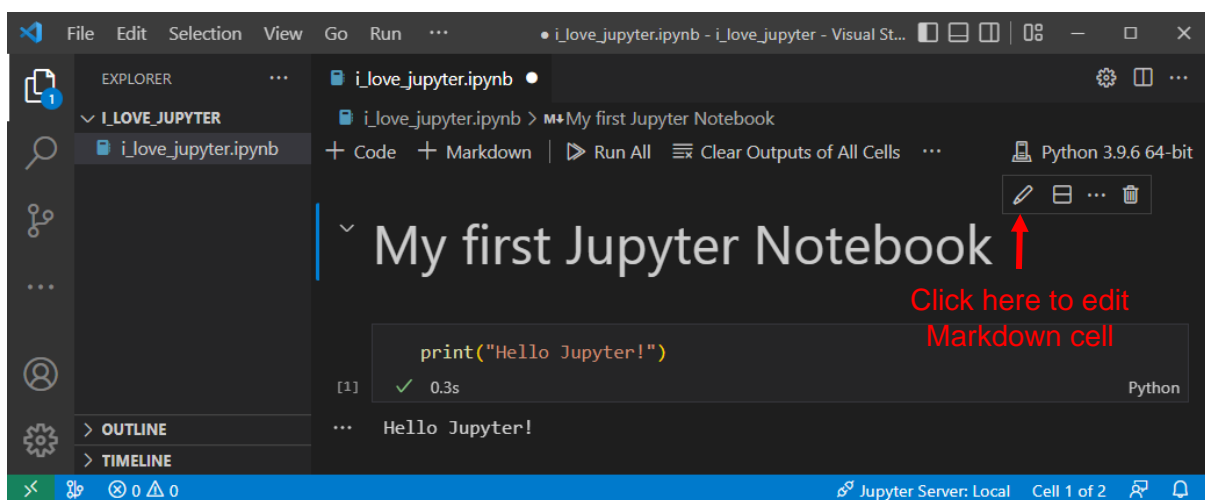 File Edit Selection View Go Run ··· ● i_love_jupyter.ipynb - i_love_jupyter - Visual St...
EXPLORER ···
1
I_LOVE_JUPYTER
i_love_jupyter.ipynb
i_love_jupyter.ipynb ●
i_love_jupyter.ipynb > M↓My first Jupyter Notebook
+ Code + Markdown | Run All Clear Outputs of All Cells ··· Python 3.9.6 64-bit
My first Jupyter Notebook
Click here to edit
Markdown cell
print("Hello Jupyter!")
[1] ✓ 0.3s Python
··· Hello Jupyter!
> OUTLINE
> TIMELINE
0 0 Jupyter Server: Local Cell 1 of 2